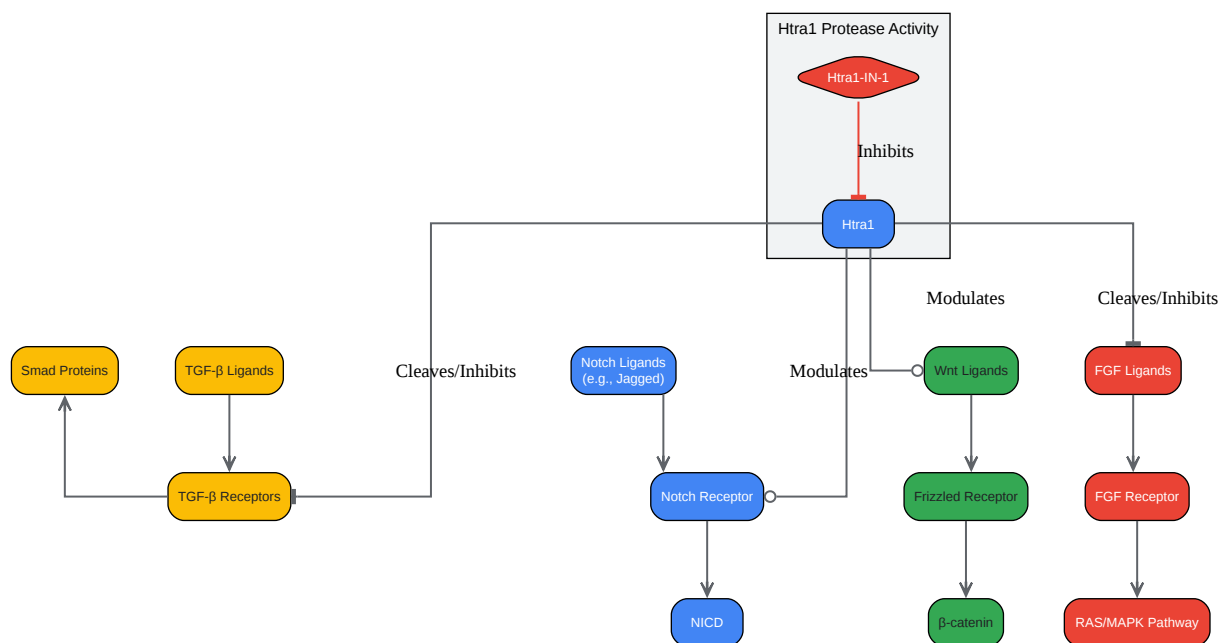 Htra1 Protease Activity
Htra1-IN-1
Inhibits
Htra1
Modulates
Cleaves/Inhibits
Smad Proteins
TGF-β Ligands
Cleaves/Inhibits
Notch Ligands
(e.g., Jagged)
Modulates
Wnt Ligands
FGF Ligands
TGF-β Receptors
Notch Receptor
Frizzled Receptor
FGF Receptor
NICD
β-catenin
RAS/MAPK Pathway